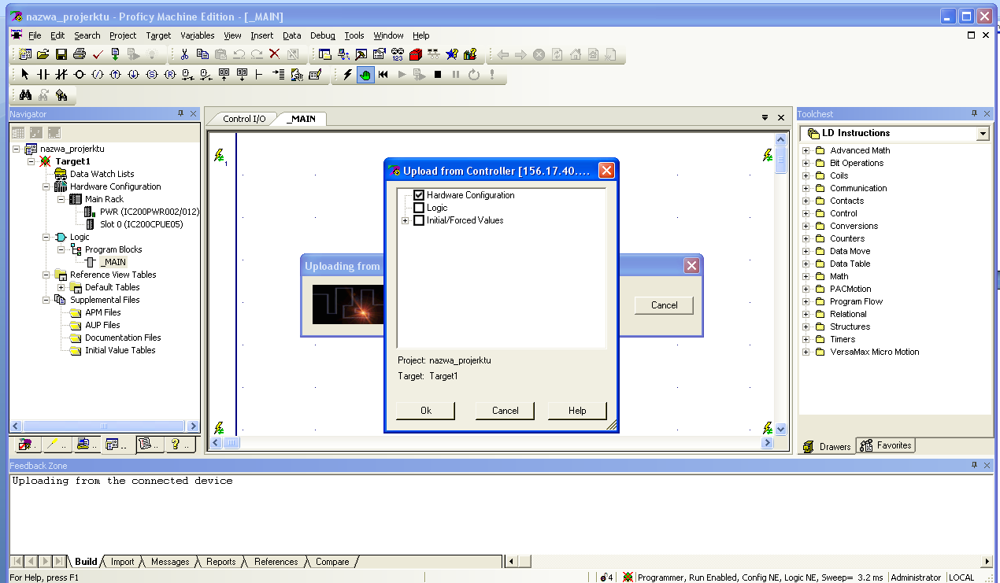 nazwa_projerktu - Proficy Machine Edition - [_MAIN]
File Edit Search Project Target Variables View Insert Data Debug Tools Window Help
Navigator
nazwa_projerktu
Target1
Data Watch Lists
Hardware Configuration
Main Rack
PWR (IC200PWR002/012)
Slot 0 (IC200CPUE05)
Logic
Program Blocks
_MAIN
Reference View Tables
Default Tables
Supplemental Files
APM Files
AUP Files
Documentation Files
Initial Value Tables
Control I/O _MAIN
1
Uploading from
Cancel
Upload from Controller [156.17.40....
Hardware Configuration
Logic
Initial/Forced Values
Project: nazwa_projerktu
Target: Target1
Ok Cancel Help
Toolchest
LD Instructions
Advanced Math
Bit Operations
Coils
Communication
Contacts
Control
Conversions
Counters
Data Move
Data Table
Math
PACMotion
Program Flow
Relational
Structures
Timers
VersaMax Micro Motion
Drawers Favorites
Feedback Zone
Uploading from the connected device
Build Import Messages Reports References Compare
For Help, press F1
4 Programmer, Run Enabled, Config NE, Logic NE, Sweep= 3.2 ms Administrator LOCAL